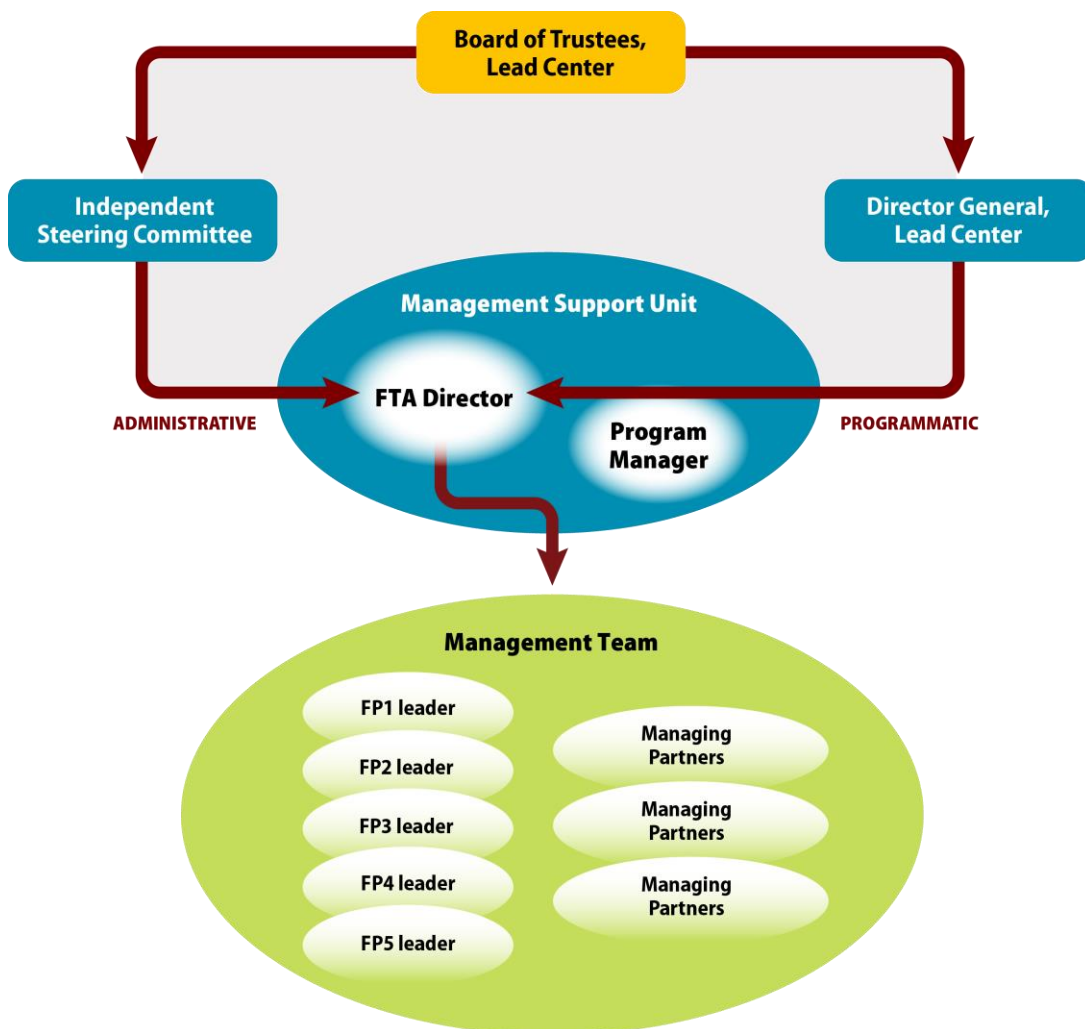 Board of Trustees,
Lead Center
Independent
Steering Committee
Director General,
Lead Center
Management Support Unit
FTA Director
ADMINISTRATIVE
PROGRAMMATIC
Program
Manager
Management Team
FP1 leader
FP2 leader
FP3 leader
FP4 leader
FP5 leader
Managing
Partners
Managing
Partners
Managing
Partners